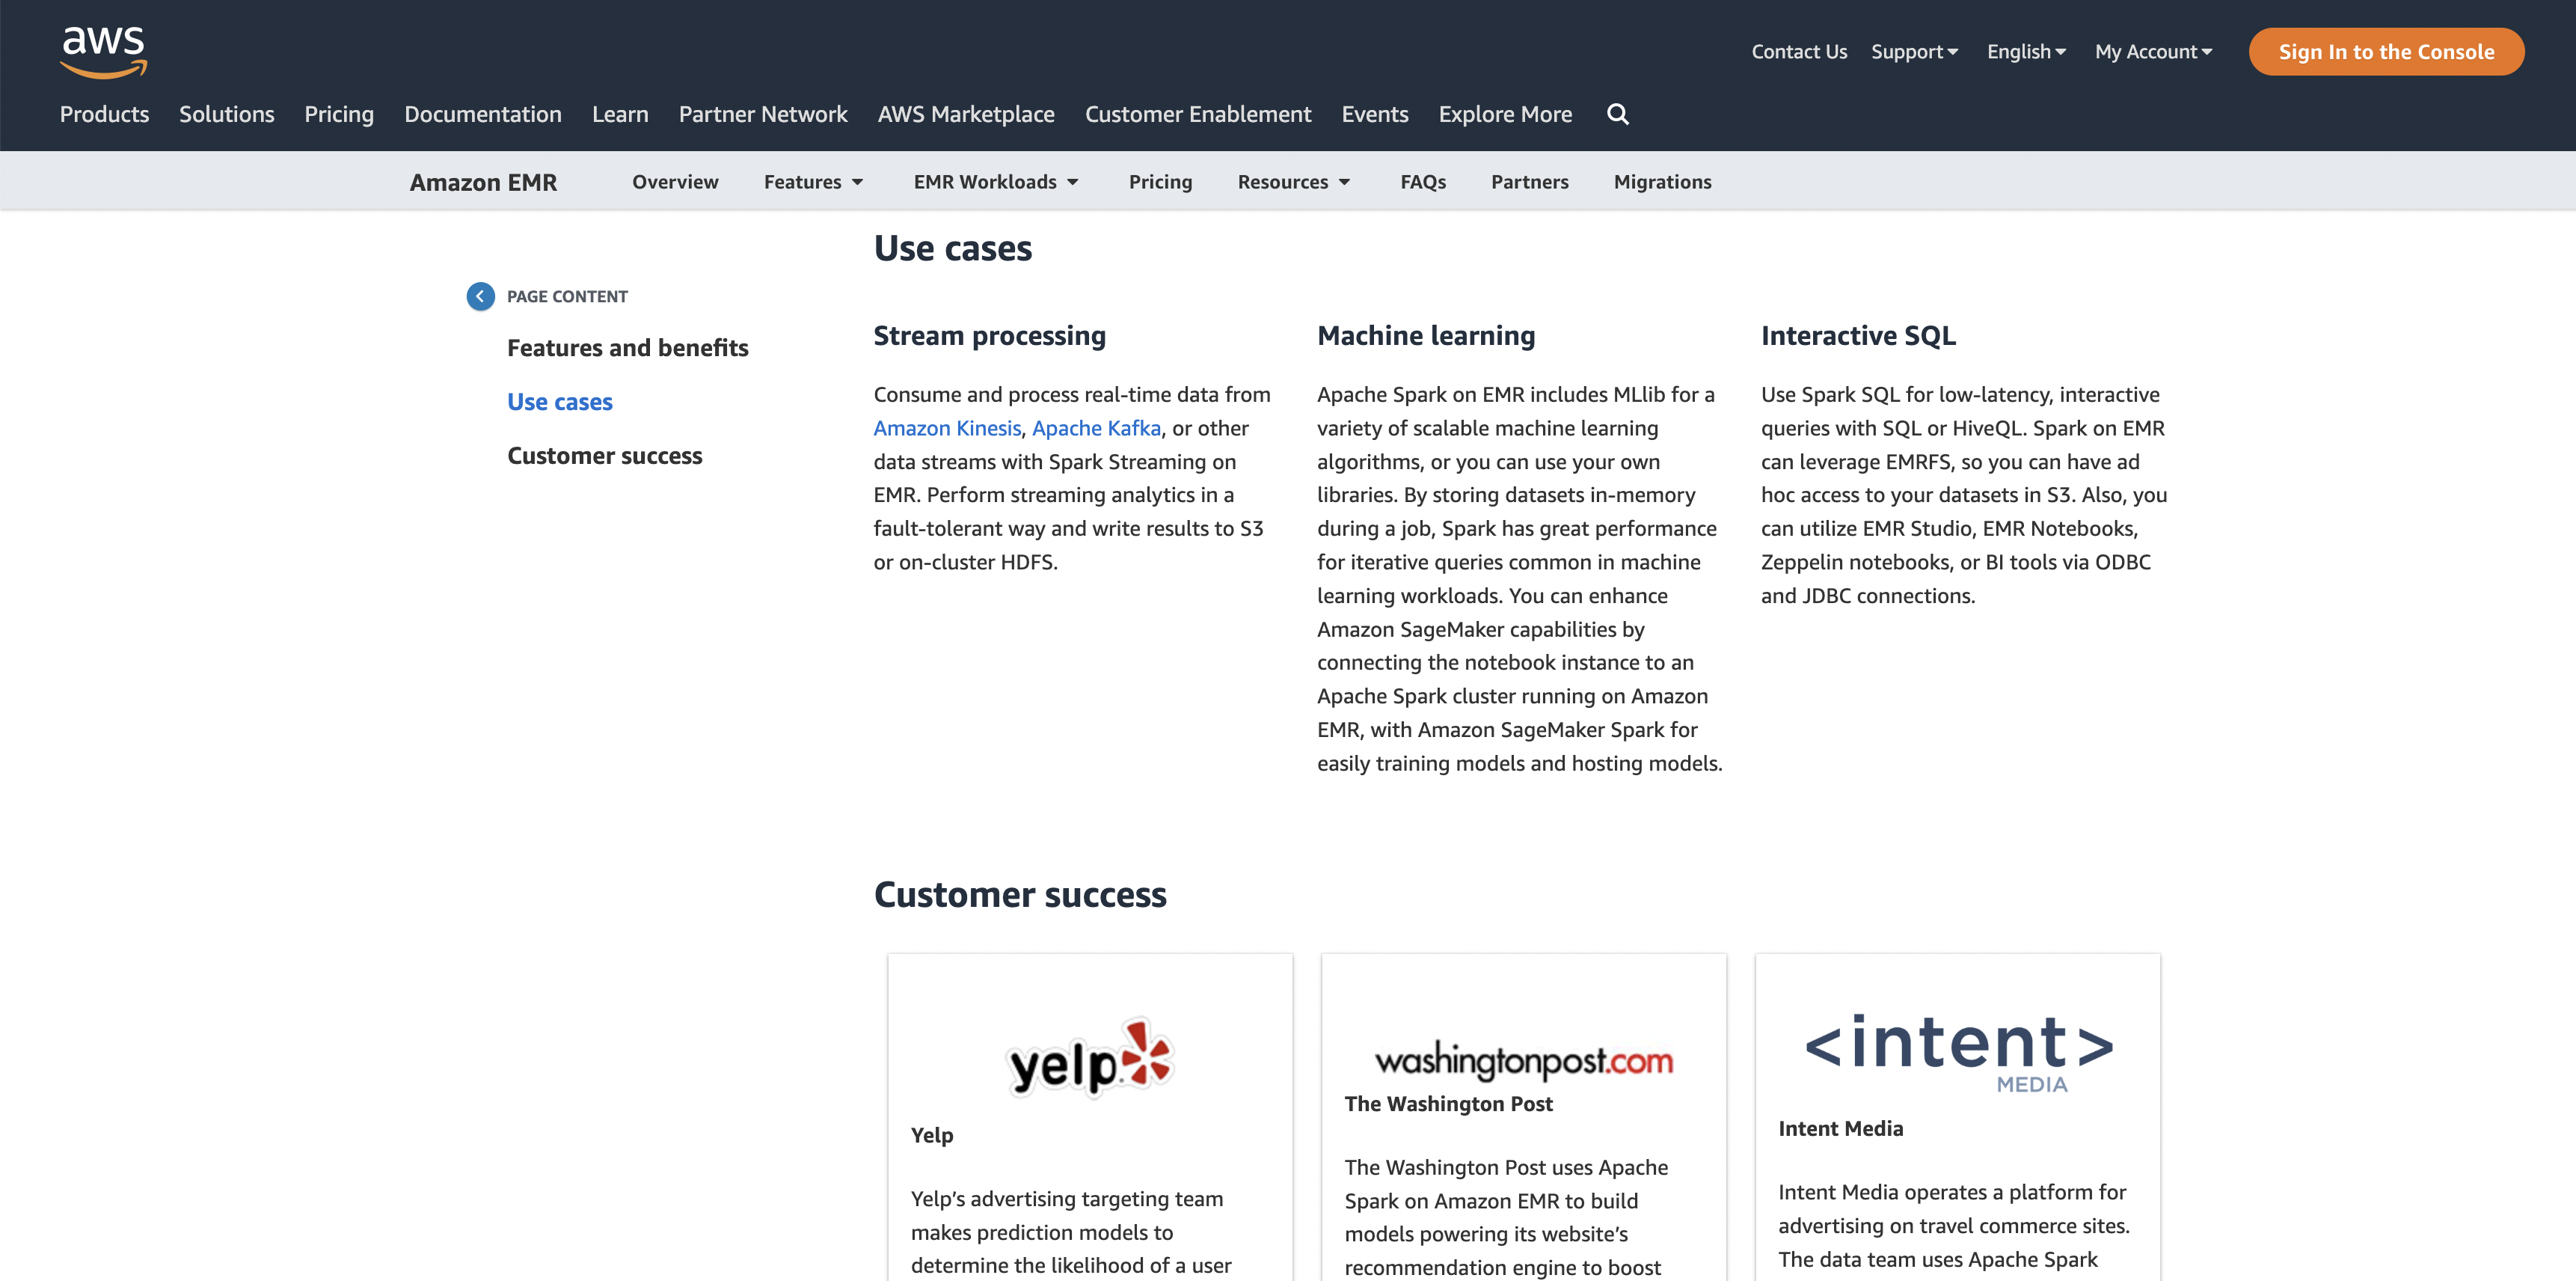 aws
Contact Us Support English My Account Sign In to the Console
Products Solutions Pricing Documentation Learn Partner Network AWS Marketplace Customer Enablement Events Explore More
Amazon EMR Overview Features EMR Workloads Pricing Resources FAQs Partners Migrations
PAGE CONTENT
Features and benefits
Use cases
Customer success
Use cases
Stream processing
Consume and process real-time data from
Amazon Kinesis, Apache Kafka, or other
data streams with Spark Streaming on
EMR. Perform streaming analytics in a
fault-tolerant way and write results to S3
or on-cluster HDFS.
Machine learning
Apache Spark on EMR includes MLlib for a
variety of scalable machine learning
algorithms, or you can use your own
libraries. By storing datasets in-memory
during a job, Spark has great performance
for iterative queries common in machine
learning workloads. You can enhance
Amazon SageMaker capabilities by
connecting the notebook instance to an
Apache Spark cluster running on Amazon
EMR, with Amazon SageMaker Spark for
easily training models and hosting models.
Interactive SQL
Use Spark SQL for low-latency, interactive
queries with SQL or HiveQL. Spark on EMR
can leverage EMRFS, so you can have ad
hoc access to your datasets in S3. Also, you
can utilize EMR Studio, EMR Notebooks,
Zeppelin notebooks, or BI tools via ODBC
and JDBC connections.
Customer success
yelp
Yelp
Yelp’s advertising targeting team
makes prediction models to
determine the likelihood of a user
washingtonpost.com
The Washington Post
The Washington Post uses Apache
Spark on Amazon EMR to build
models powering its website’s
recommendation engine to boost
<intent>
MEDIA
Intent Media
Intent Media operates a platform for
advertising on travel commerce sites.
The data team uses Apache Spark